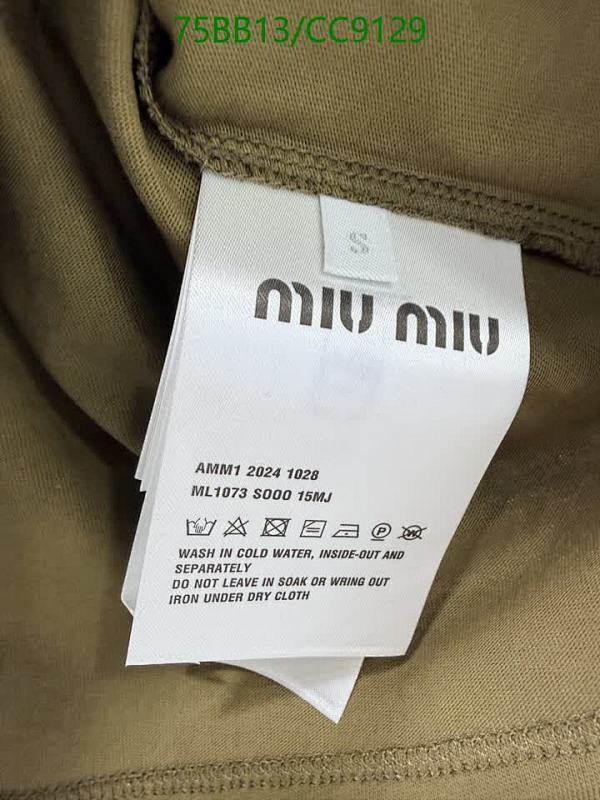 75BB13/CC9129
S
miu miu
AMM1 2024 1028
ML1073 SOOO 15MJ
WASH IN COLD WATER, INSIDE-OUT AND
SEPARATELY
DO NOT LEAVE IN SOAK OR WRING OUT
IRON UNDER DRY CLOTH